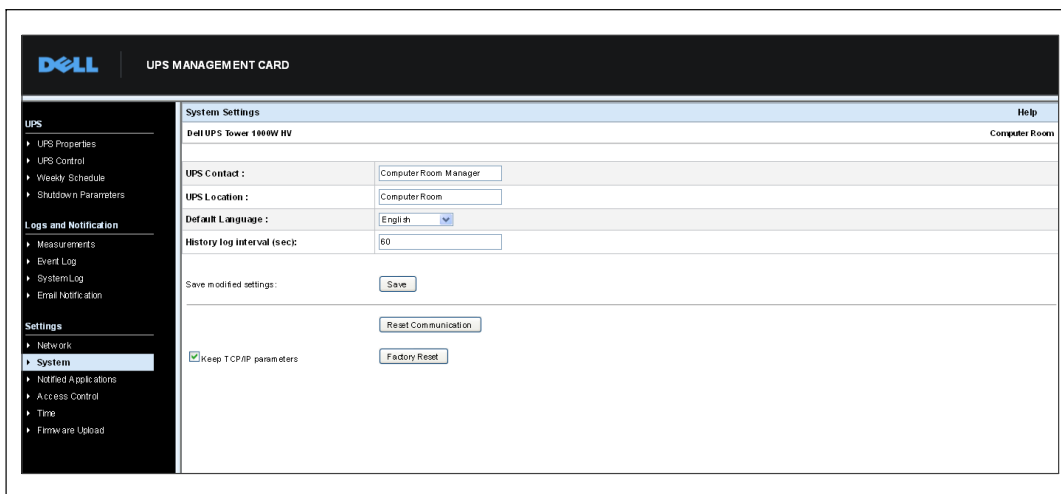 DELL UPS MANAGEMENT CARD
UPS
UPS Properties
UPS Control
Weekly Schedule
Shutdown Parameters
Logs and Notification
Measurements
Event Log
System Log
Email Notification
Settings
Network
System
Notified Applications
Access Control
Time
Firmware Upload
System Settings Help
Dell UPS Tower 1000W HV Computer Room
UPS Contact : Computer Room Manager
UPS Location : Computer Room
Default Language : English
History log interval (sec): 60
Save modified settings: Save
Reset Communication
Keep TCP/IP parameters Factory Reset